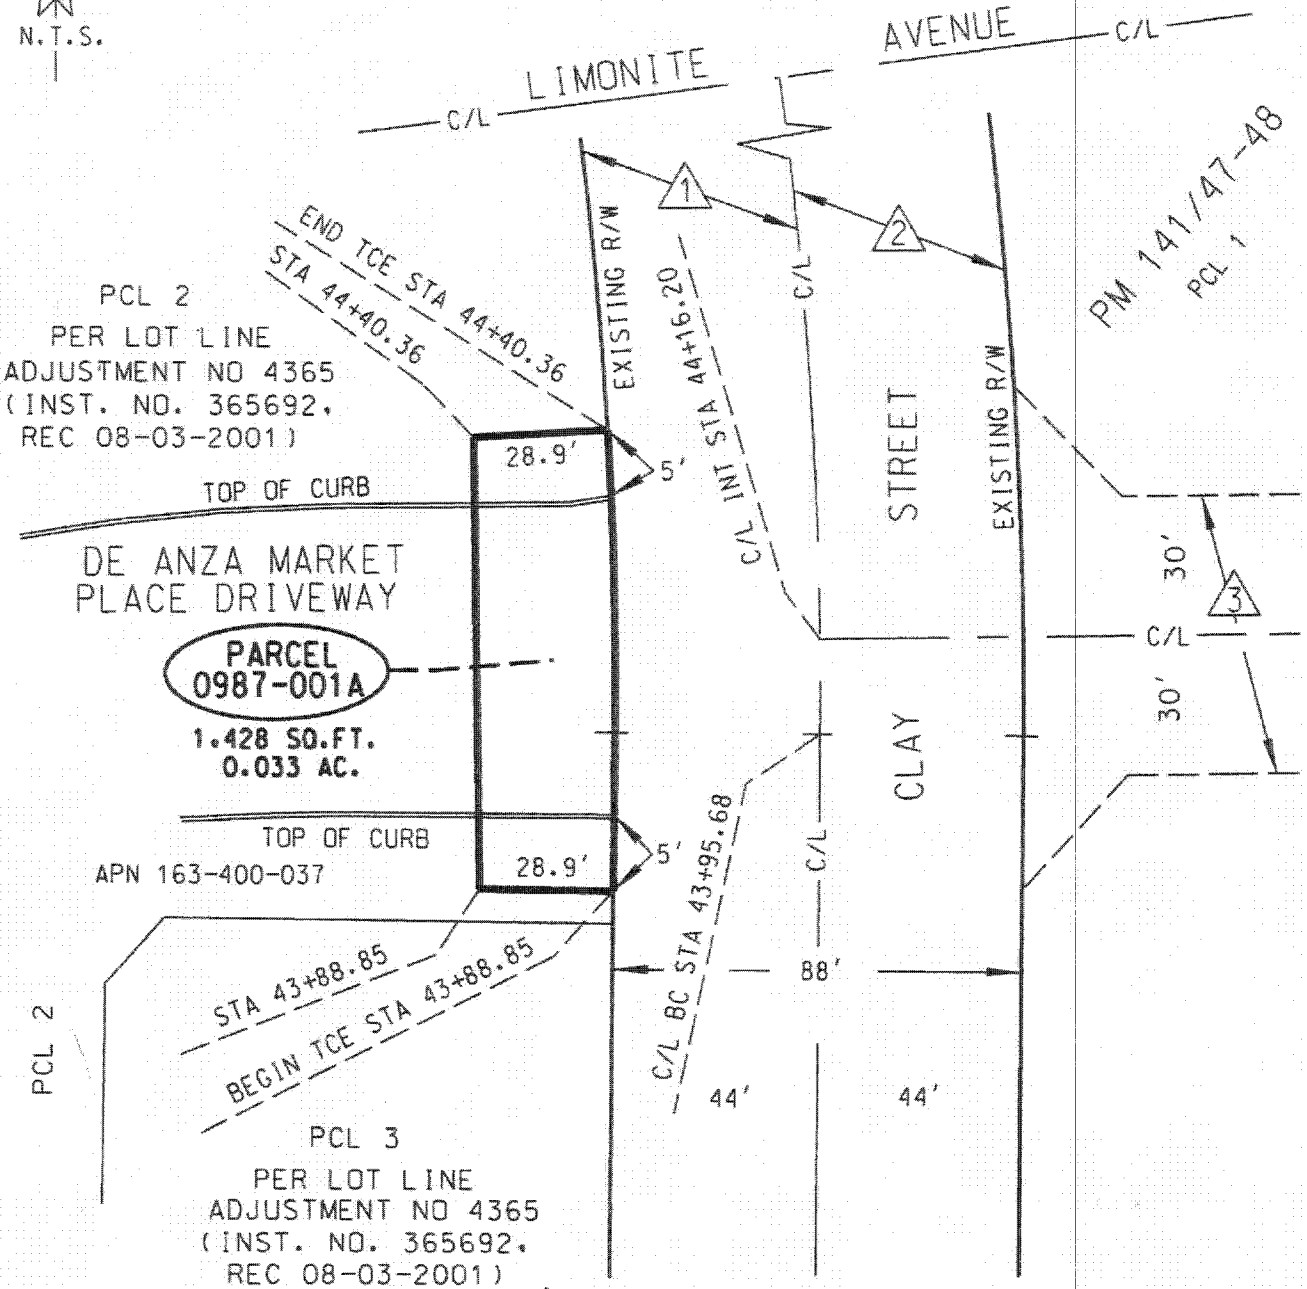 N.T.S.
LIMONITE AVENUE
C/L
C/L
1
2
PM 141/47-48
PCL 1
END TCE STA 44+40.36
STA 44+40.36
EXISTING R/W
C/L INT STA 44+16.20
C/L
STREET
EXISTING R/W
PCL 2
PER LOT LINE
ADJUSTMENT NO 4365
(INST. NO. 365692,
REC 08-03-2001)
28.9'
5'
TOP OF CURB
DE ANZA MARKET
PLACE DRIVEWAY
30'
3
C/L
30'
PARCEL
0987-001A
1.428 SQ.FT.
0.033 AC.
CLAY
TOP OF CURB
APN 163-400-037
28.9'
5'
C/L BC STA 43+95.68
C/L
STA 43+88.85
BEGIN TCE STA 43+88.85
88'
PCL 2
44'
44'
PCL 3
PER LOT LINE
ADJUSTMENT NO 4365
(INST. NO. 365692,
REC 08-03-2001)